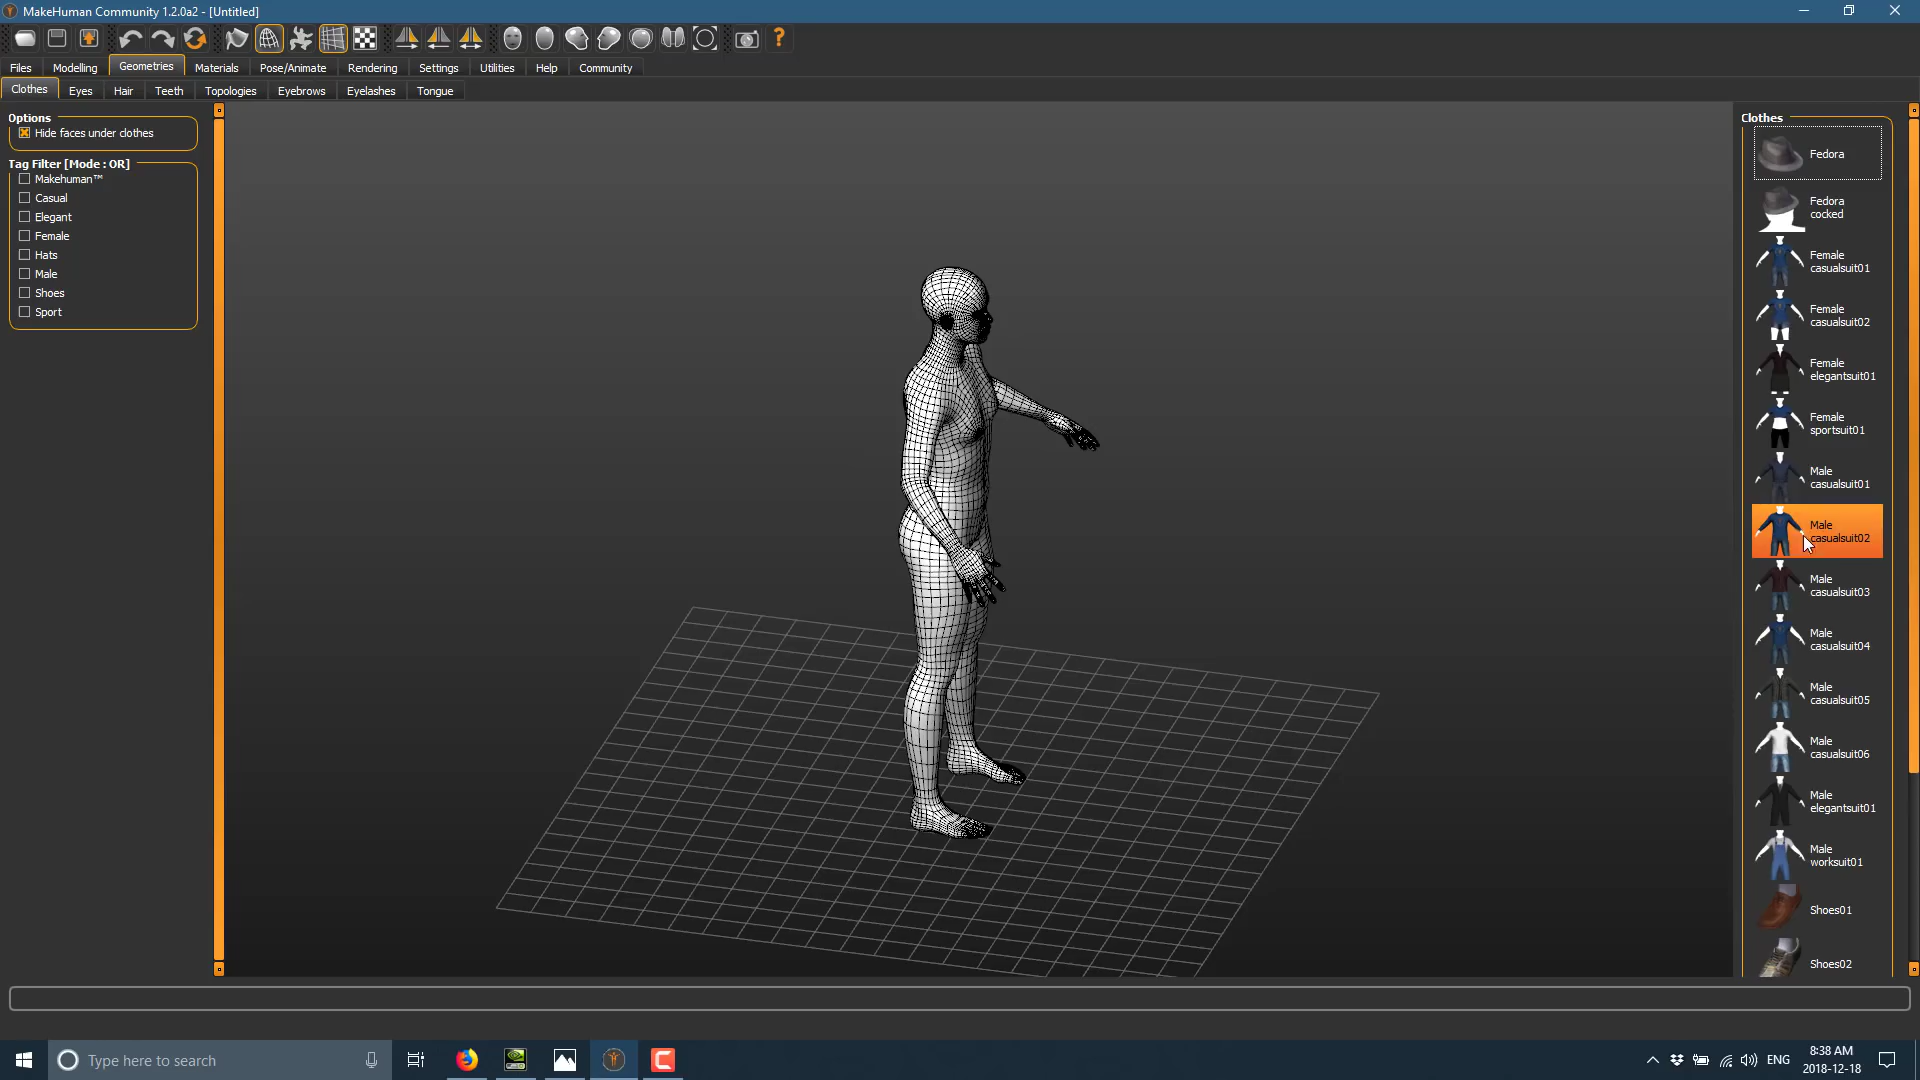 MakeHuman Community 1.2.0a2 - [Untitled]
Files Modelling Geometries Materials Pose/Animate Rendering Settings Utilities Help Community
Clothes Eyes Hair Teeth Topologies Eyebrows Eyelashes Tongue
Options
Hide faces under clothes
Tag Filter [Mode : OR]
Makehuman™
Casual
Elegant
Female
Hats
Male
Shoes
Sport
Clothes
Fedora
Fedora
cocked
Female
casualsuit01
Female
casualsuit02
Female
elegantsuit01
Female
sportsuit01
Male
casualsuit01
Male
casualsuit02
Male
casualsuit03
Male
casualsuit04
Male
casualsuit05
Male
casualsuit06
Male
elegantsuit01
Male
worksuit01
Shoes01
Shoes02
Type here to search
ENG
8:38 AM
2018-12-18